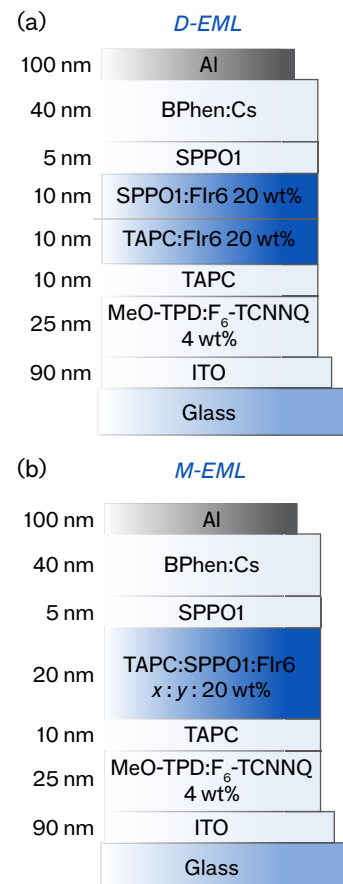 (a)
D-EML
100 nm Al
40 nm BPhen:Cs
5 nm SPPO1
10 nm SPPO1:FIr6 20 wt%
10 nm TAPC:FIr6 20 wt%
10 nm TAPC
25 nm MeO-TPD:F₆-TCNNQ
4 wt%
90 nm ITO
Glass
(b)
M-EML
100 nm Al
40 nm BPhen:Cs
5 nm SPPO1
20 nm TAPC:SPPO1:FIr6
x : y : 20 wt%
10 nm TAPC
25 nm MeO-TPD:F₆-TCNNQ
4 wt%
90 nm ITO
Glass